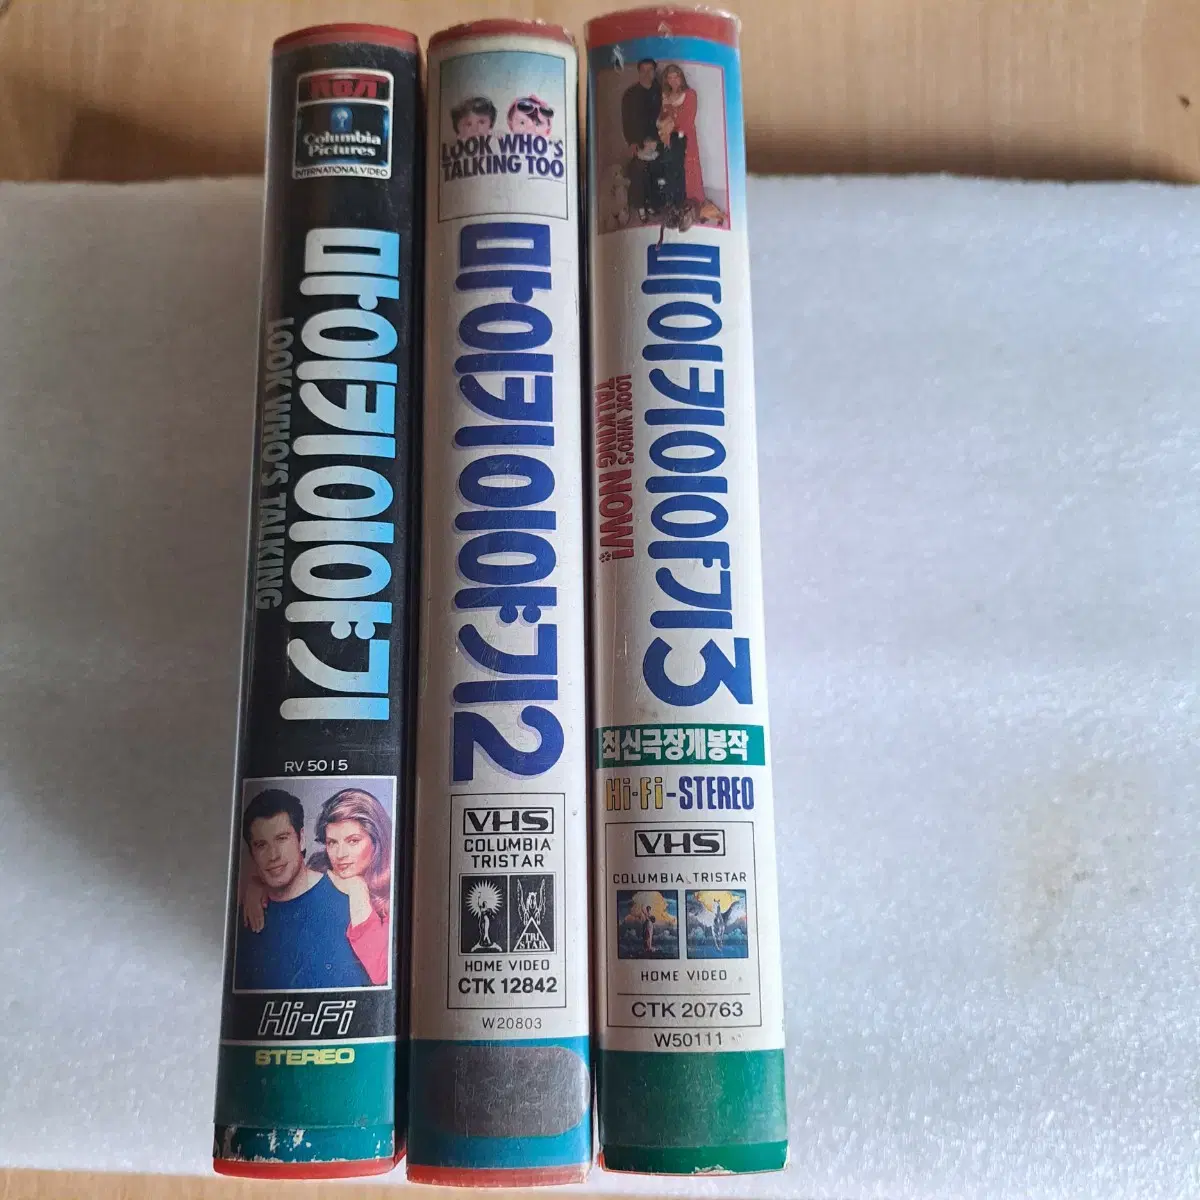 RCA
Columbia
Pictures
INTERNATIONAL VIDEO
마이키이야기
LOOK WHO'S TALKING
RV 5015
Hi-Fi
STEREO
LOOK WHO'S
TALKING TOO
마이키이야기2
VHS
COLUMBIA
TRISTAR
TRI
STAR
HOME VIDEO
CTK 12842
W20803
마이키이야기3
LOOK WHO'S
TALKING NOW!
최신극장개봉작
Hi-Fi-STEREO
VHS
COLUMBIA TRISTAR
HOME VIDEO
CTK 20763
W50111